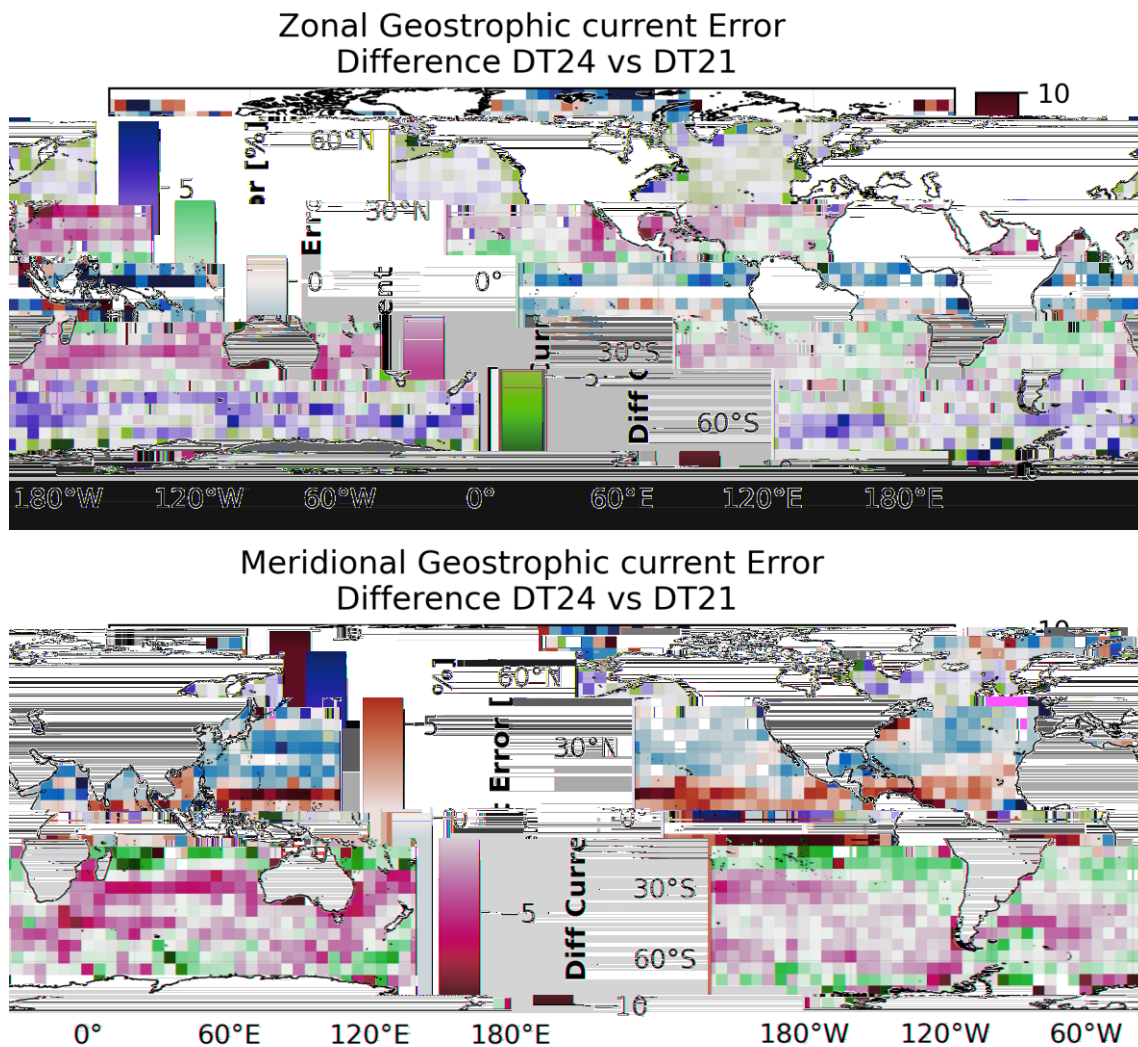 Zonal Geostrophic current Error
Difference DT24 vs DT21
10
60°N
5
30°N
0
0°
30°S
60°S
180°W 120°W 60°W 0° 60°E 120°E 180°E
Meridional Geostrophic current Error
Difference DT24 vs DT21
10
60°N
5
30°N
0
0°
30°S
−5
60°S
−10
0° 60°E 120°E 180°E 180°W 120°W 60°W